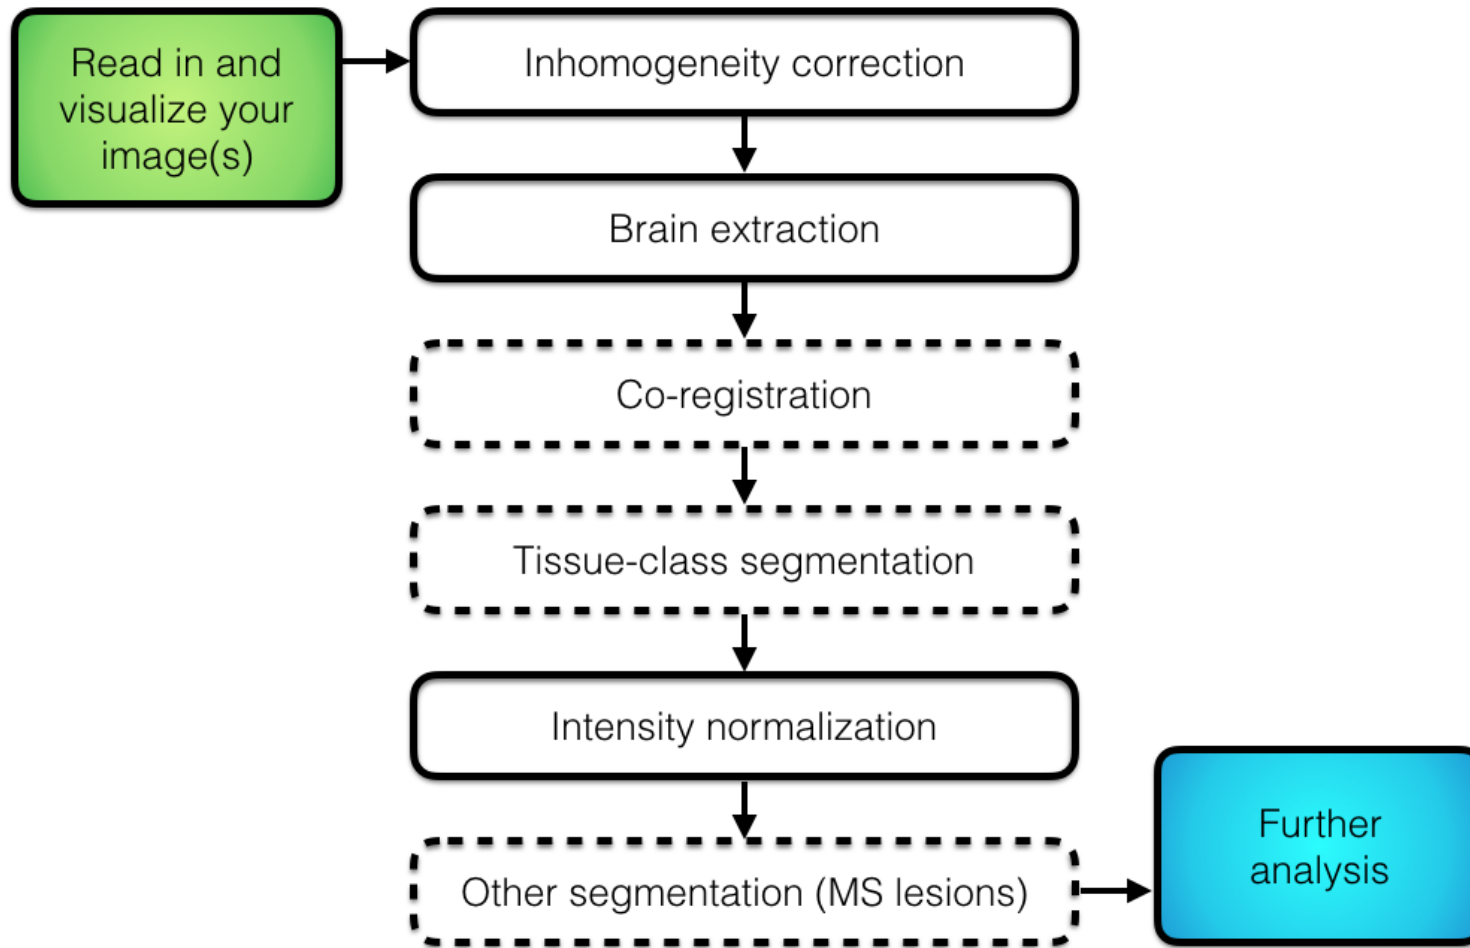 Read in and
visualize your
image(s)
Inhomogeneity correction
Brain extraction
Co-registration
Tissue-class segmentation
Intensity normalization
Other segmentation (MS lesions)
Further
analysis